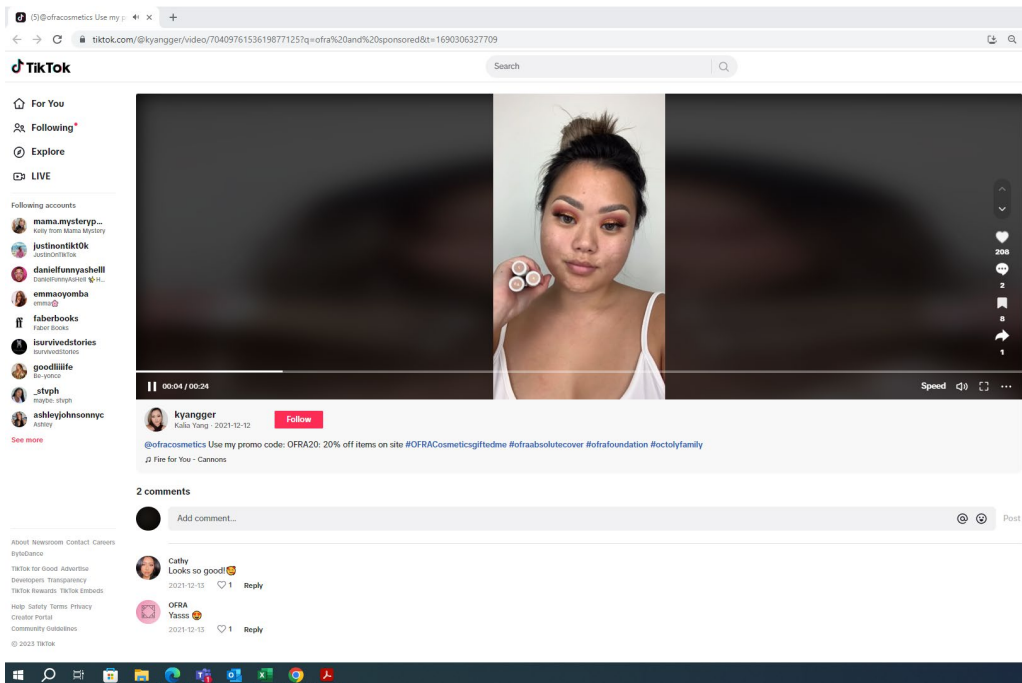 (5)@ofracosmetics Use my p
tiktok.com/@kyangger/video/7040976153619877125?q=ofra%20and%20sponsored&t=1690306327709
TikTok
Search
For You
Following
Explore
LIVE
Following accounts
mama.mysteryp...
Kelly from Mama Mystery
justinontikt0k
JustinOnTikTok
danielfunnyashelll
DanielFunnyAsHell 🌟H...
emmaoyomba
emma🌸
faberbooks
Faber Books
isurvivedstories
isurvivedStories
goodliiiife
Be-yonce
_stvph
maybe: stvph
ashleyjohnsonnyc
Ashley
See more
About Newsroom Contact Careers
ByteDance
TikTok for Good Advertise
Developers Transparency
TikTok Rewards TikTok Embeds
Help Safety Terms Privacy
Creator Portal
Community Guidelines
© 2023 TikTok
208
2
8
1
00:04 / 00:24
Speed
kyangger
Kalia Yang · 2021-12-12
Follow
@ofracosmetics Use my promo code: OFRA20: 20% off items on site #OFRACosmeticsgiftedme #ofraabsolutecover #ofrafoundation #octolyfamily
♫ Fire for You - Cannons
2 comments
Add comment...
Post
Cathy
Looks so good!🤩
2021-12-13 1 Reply
OFRA
Yasss 😍
2021-12-13 1 Reply